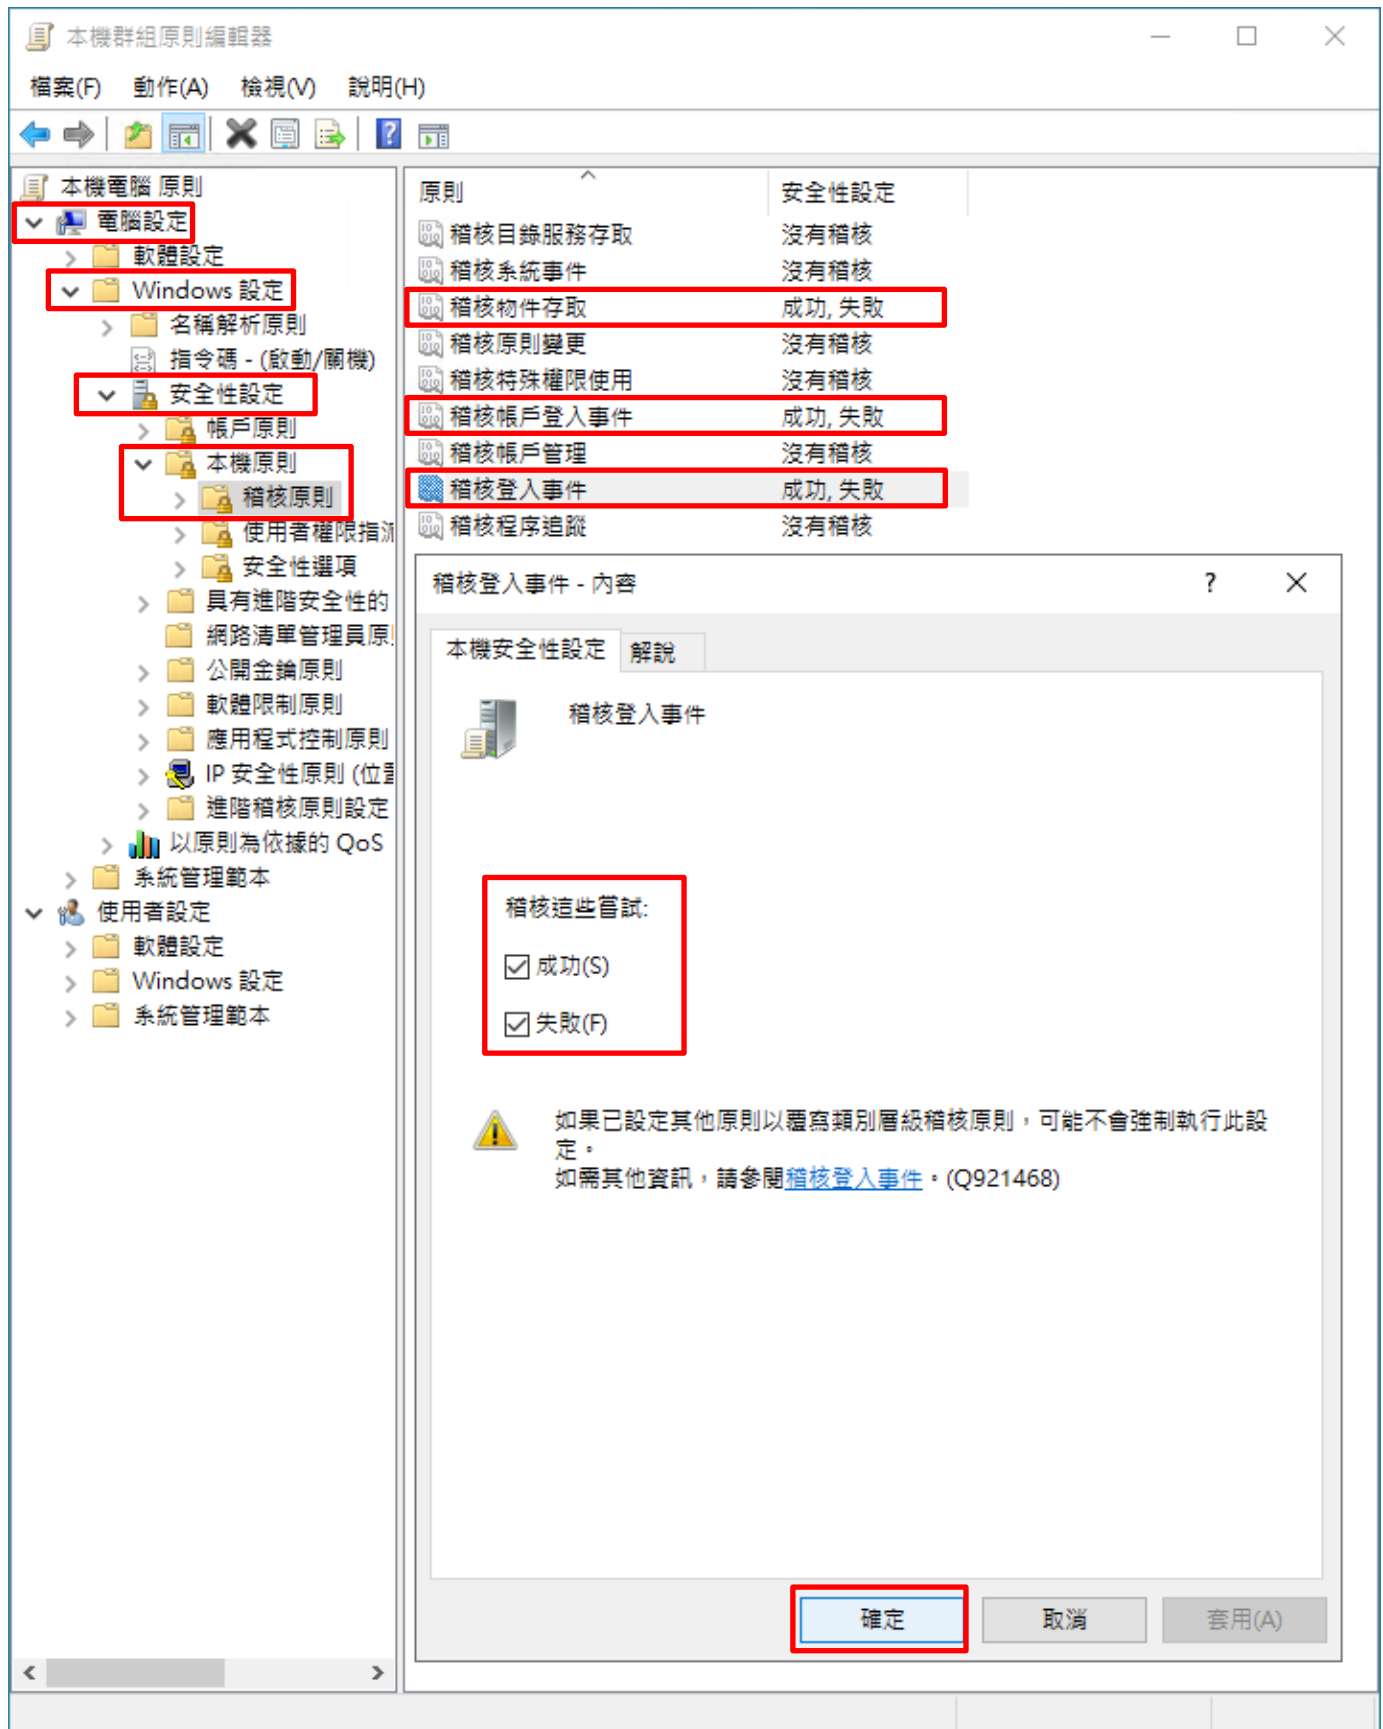 本機群組原則編輯器
檔案(F) 動作(A) 檢視(V) 說明(H)
本機電腦 原則
電腦設定
軟體設定
Windows 設定
名稱解析原則
指令碼 - (啟動/關機)
安全性設定
帳戶原則
本機原則
稽核原則
使用者權限指派
安全性選項
具有進階安全性的
網路清單管理員原則
公開金鑰原則
軟體限制原則
應用程式控制原則
IP 安全性原則 (位置
進階稽核原則設定
以原則為依據的 QoS
系統管理範本
使用者設定
軟體設定
Windows 設定
系統管理範本
原則 安全性設定
稽核目錄服務存取 沒有稽核
稽核系統事件 沒有稽核
稽核物件存取 成功, 失敗
稽核原則變更 沒有稽核
稽核特殊權限使用 沒有稽核
稽核帳戶登入事件 成功, 失敗
稽核帳戶管理 沒有稽核
稽核登入事件 成功, 失敗
稽核程序追蹤 沒有稽核
稽核登入事件 - 內容
本機安全性設定 解說
稽核登入事件
稽核這些嘗試:
成功(S)
失敗(F)
如果已設定其他原則以覆寫類別層級稽核原則，可能不會強制執行此設
定。
如需其他資訊，請參閱稽核登入事件。(Q921468)
確定 取消 套用(A)